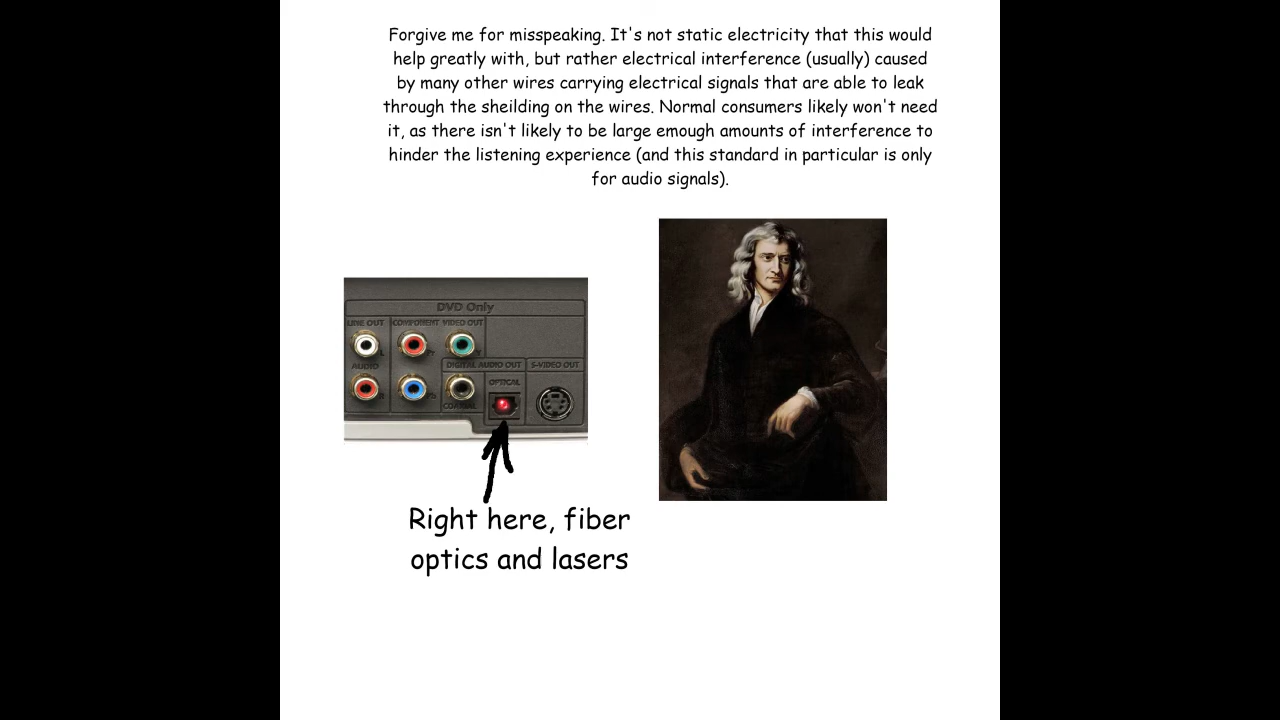 Forgive me for misspeaking. It's not static electricity that this would
help greatly with, but rather electrical interference (usually) caused
by many other wires carrying electrical signals that are able to leak
through the sheilding on the wires. Normal consumers likely won't need
it, as there isn't likely to be large emough amounts of interference to
hinder the listening experience (and this standard in particular is only
for audio signals).
DVD Only
LINE OUT
COMPONENT VIDEO OUT
L
Y
AUDIO
DIGITAL AUDIO OUT
S-VIDEO OUT
OPTICAL
R
COAXIAL
Right here, fiber
optics and lasers